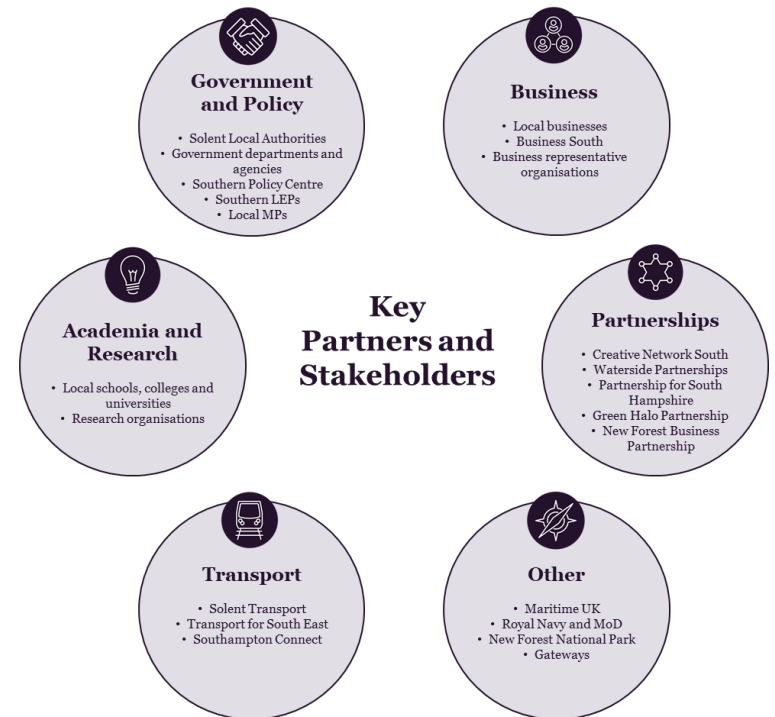 Government
and Policy
• Solent Local Authorities
• Government departments and
agencies
• Southern Policy Centre
• Southern LEPs
• Local MPs
Business
• Local businesses
• Business South
• Business representative
organisations
Academia and
Research
• Local schools, colleges and
universities
• Research organisations
Key
Partners and
Stakeholders
Partnerships
• Creative Network South
• Waterside Partnerships
• Partnership for South
Hampshire
• Green Halo Partnership
• New Forest Business
Partnership
Transport
• Solent Transport
• Transport for South East
• Southampton Connect
Other
• Maritime UK
• Royal Navy and MoD
• New Forest National Park
• Gateways